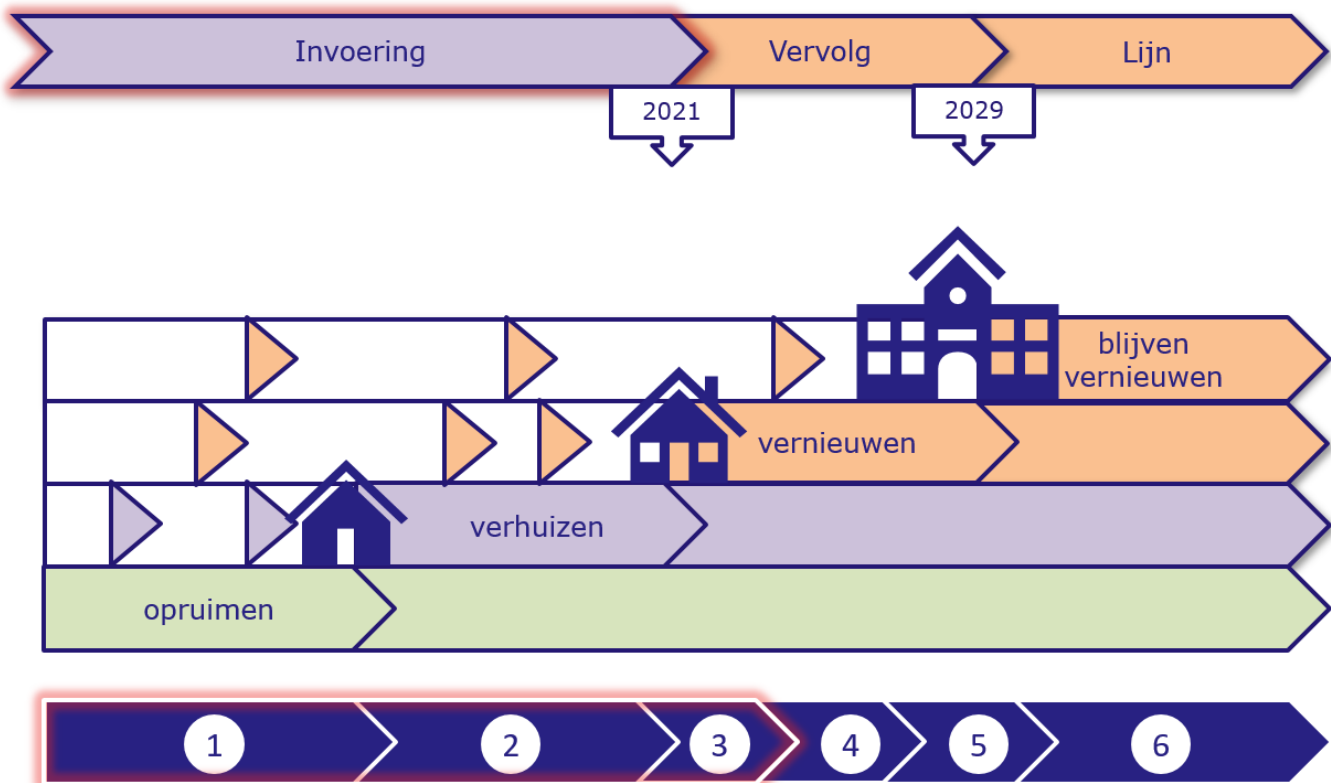 Invoering
Vervolg
Lijn
2021
2029
blijven
vernieuwen
vernieuwen
verhuizen
opruimen
1
2
3
4
5
6